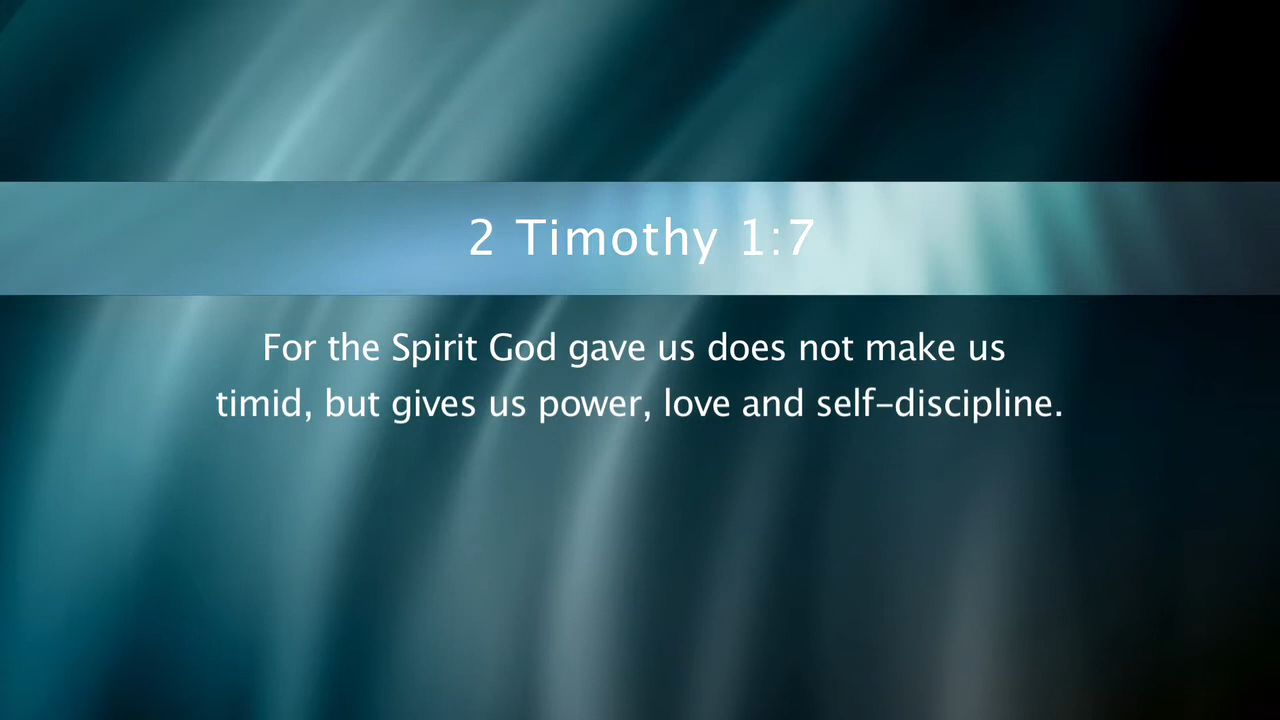 2 Timothy 1:7
For the Spirit God gave us does not make us
timid, but gives us power, love and self-discipline.